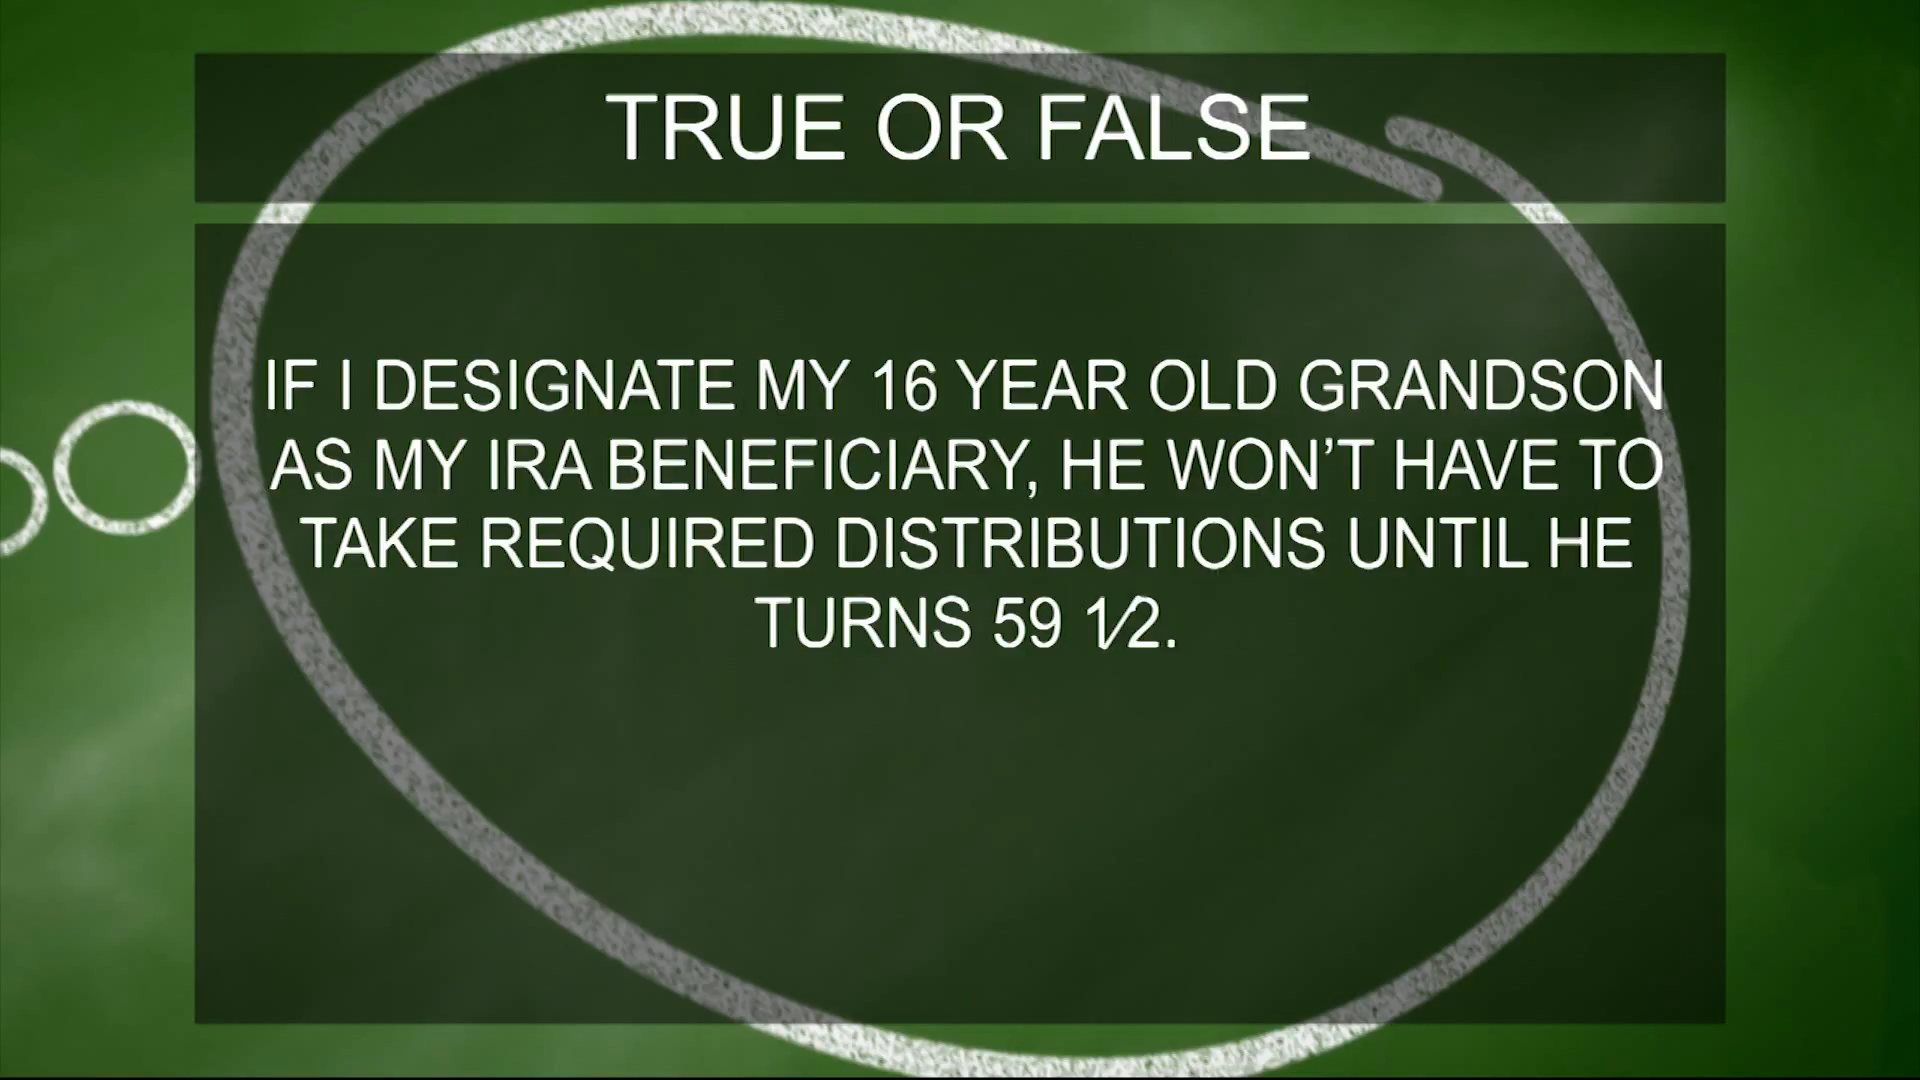 TRUE OR FALSE
IF I DESIGNATE MY 16 YEAR OLD GRANDSON
AS MY IRA BENEFICIARY, HE WON’T HAVE TO
TAKE REQUIRED DISTRIBUTIONS UNTIL HE
TURNS 59 1⁄2.